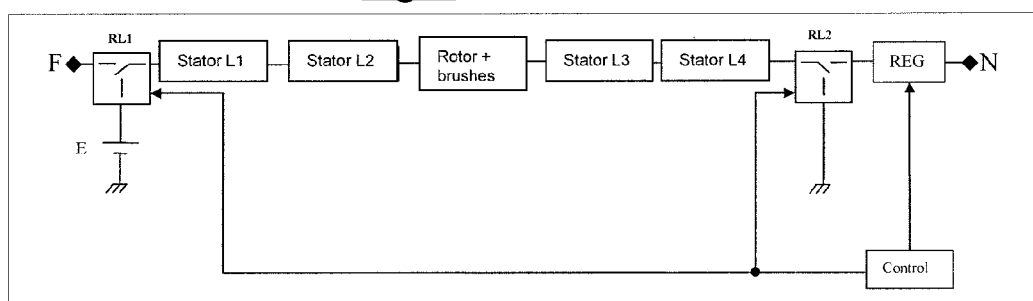 RL1
RL2
F
Stator L1
Stator L2
Rotor +
brushes
Stator L3
Stator L4
REG
N
E
Control